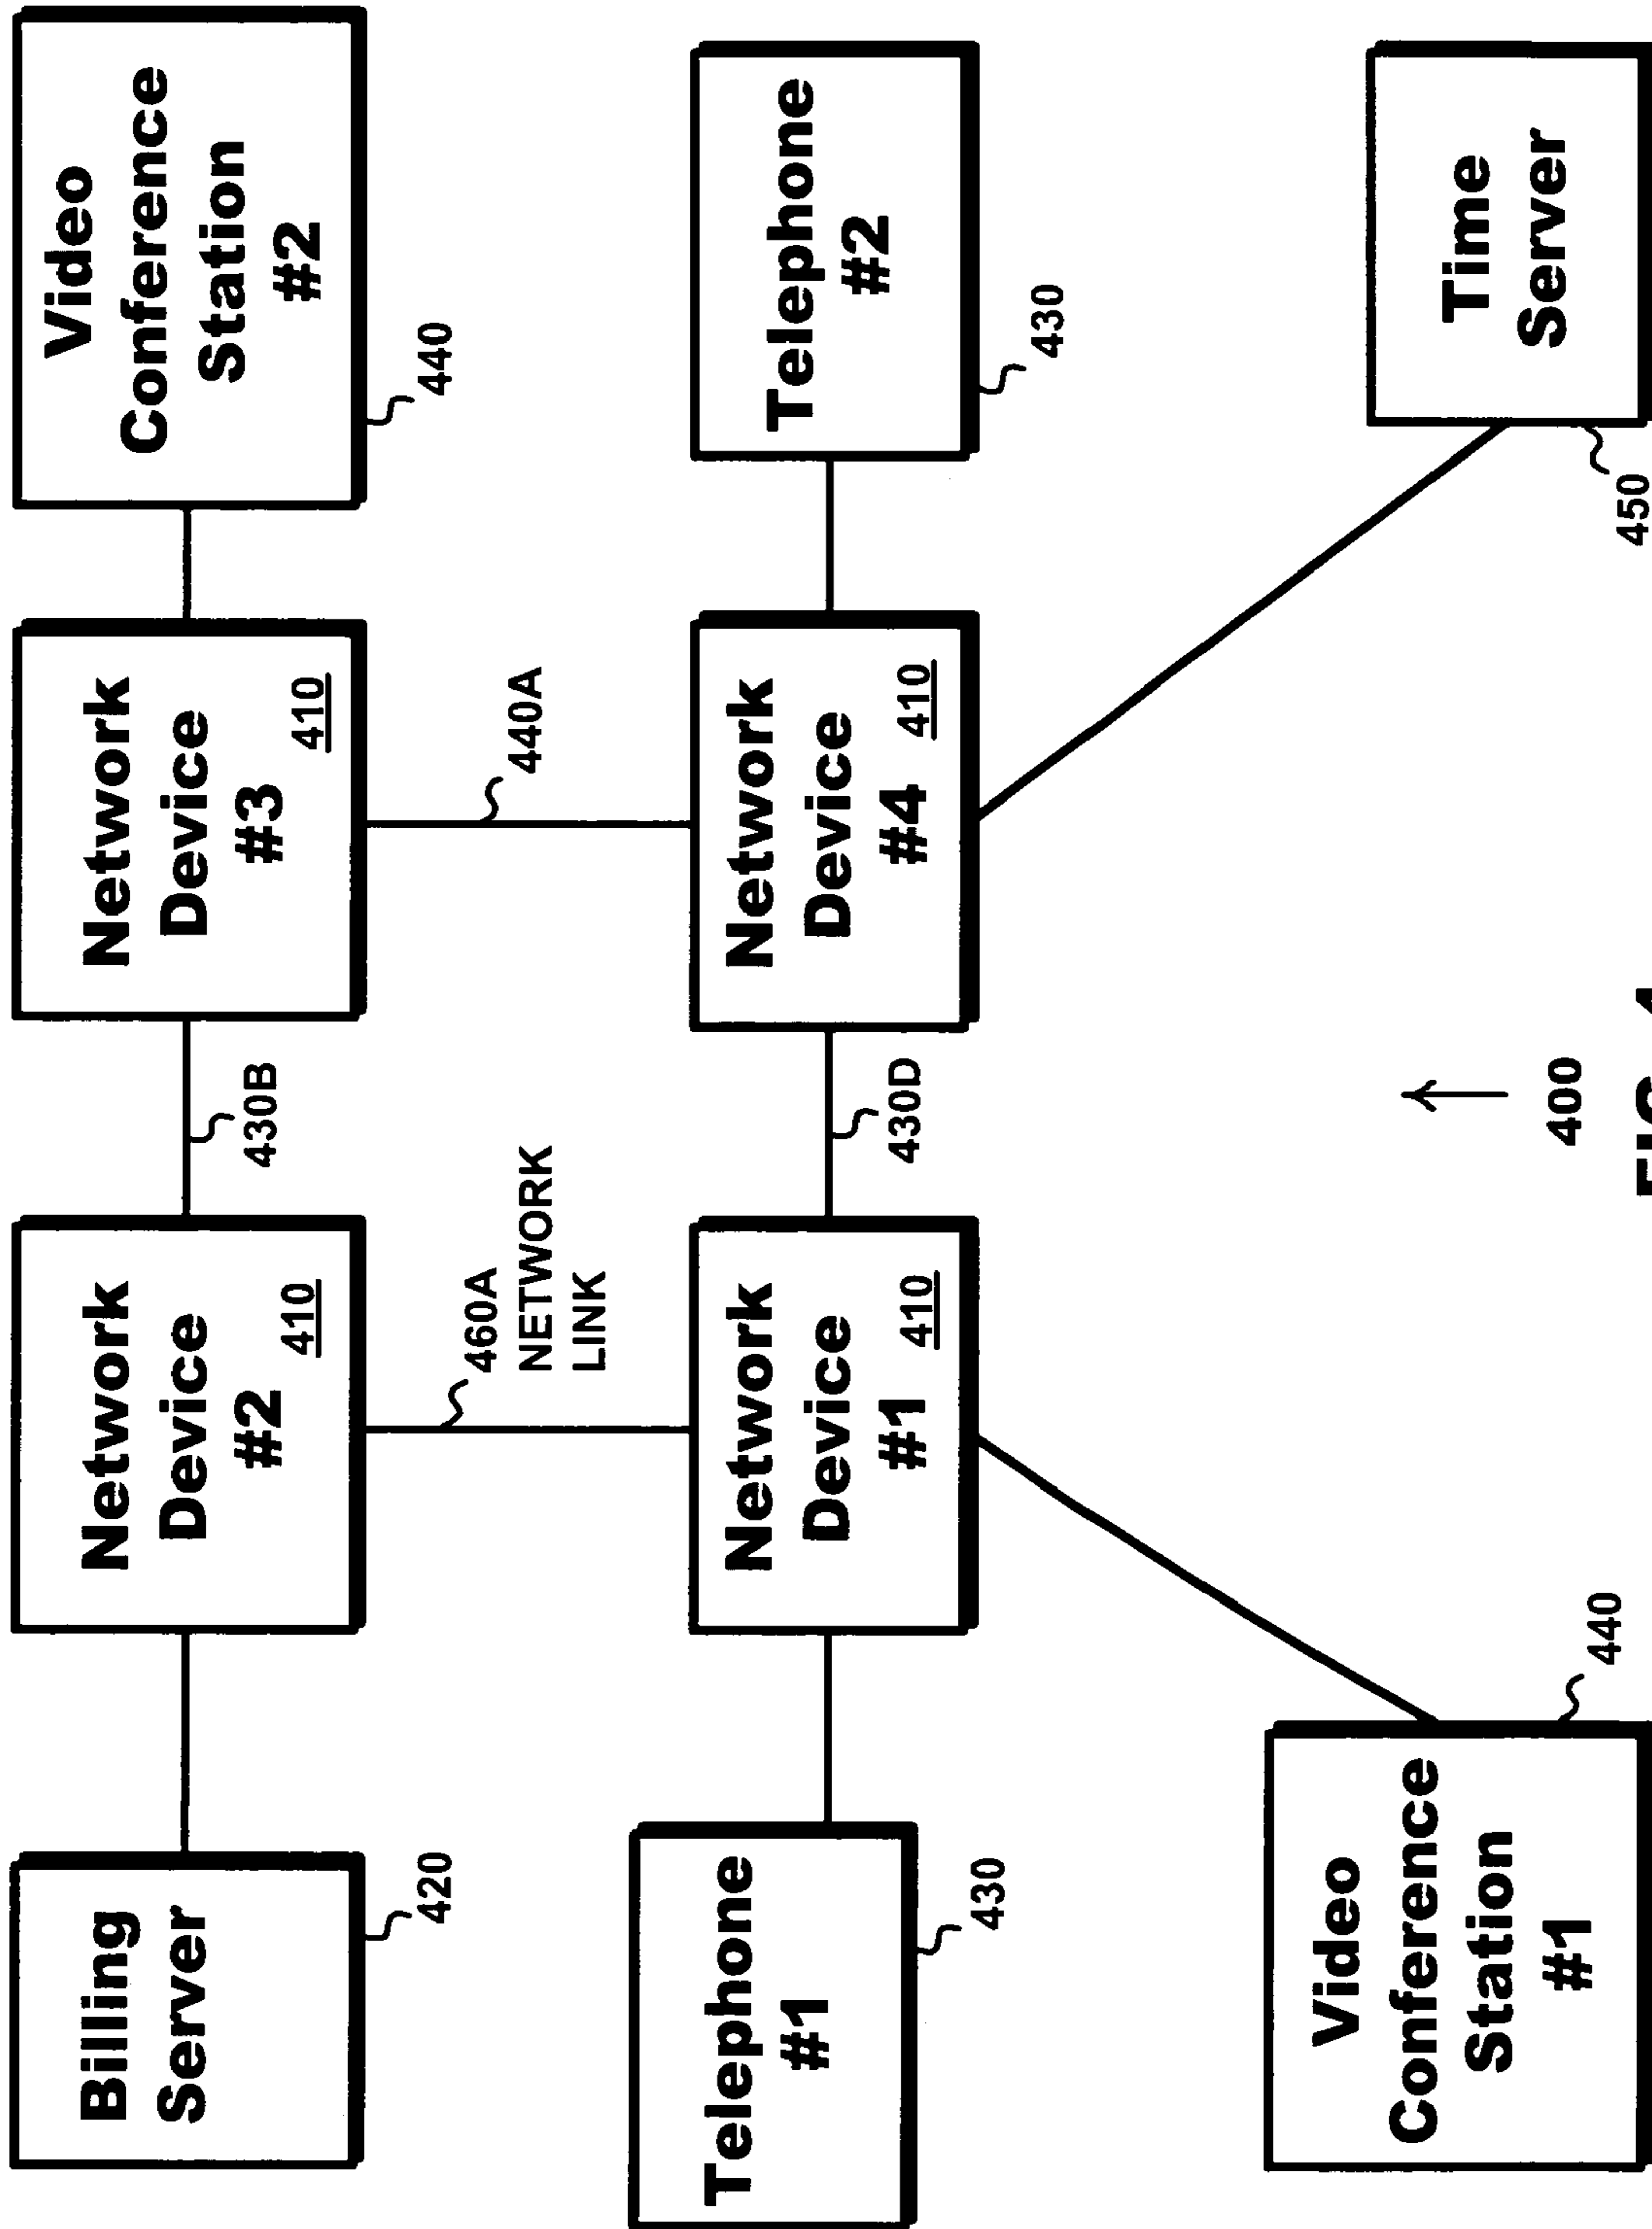 Billing
Server
420
Network
Device
#2
410
430B
Network
Device
#3
410
Video
Conference
Station
#2
440
460A
NETWORK
LINK
440A
Telephone
#1
430
Network
Device
#1
410
430D
Network
Device
#4
410
Telephone
#2
430
Video
Conference
Station
#1
440
400
Time
Server
450